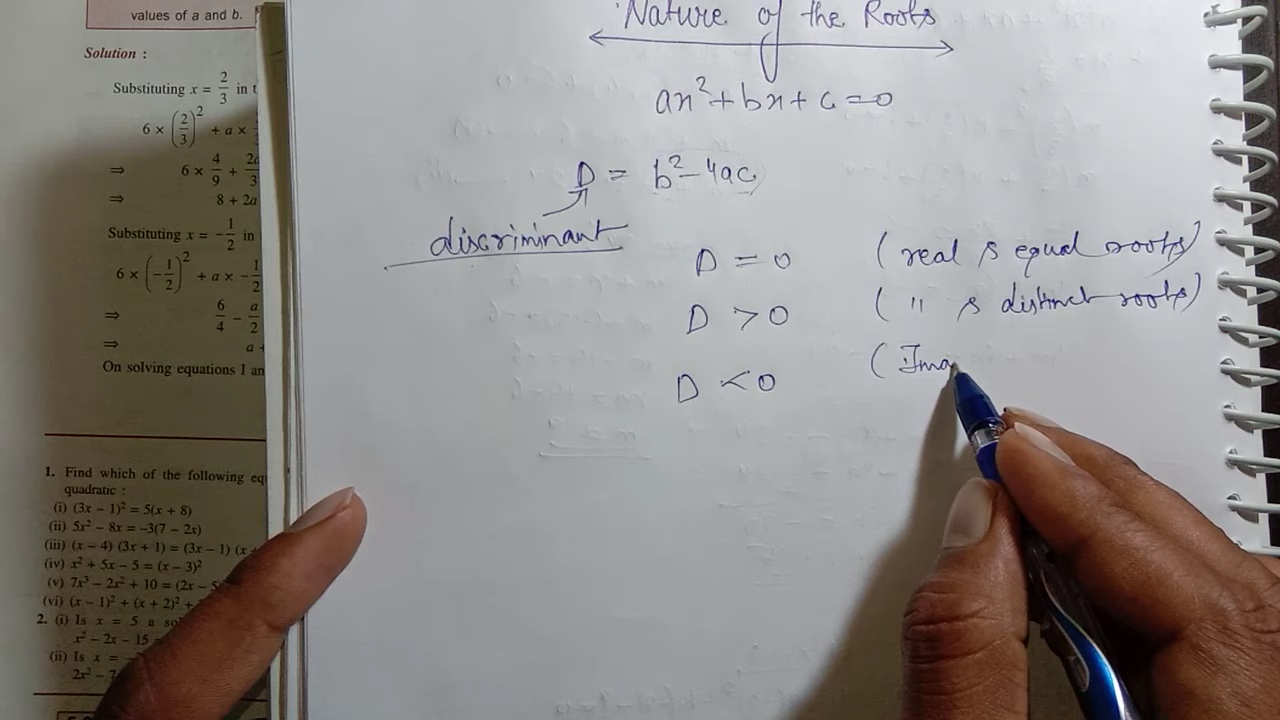 values of a and b.
Solution :
Substituting x = 2/3 in t
6 × (2/3)² + a ×
⇒ 6 × 4/9 + 2a/3
⇒ 8 + 2a
Substituting x = -1/2 in
6 × (-1/2)² + a × -1/2
⇒ 6/4 - a/2
⇒ a +
On solving equations I an
1. Find which of the following eq
quadratic :
(i) (3x − 1)² = 5(x + 8)
(ii) 5x² − 8x = −3(7 − 2x)
(iii) (x − 4) (3x + 1) = (3x − 1) (x
(iv) x² + 5x − 5 = (x − 3)²
(v) 7x³ − 2x² + 10 = (2x − 5
(vi) (x − 1)² + (x + 2)² +
2. (i) Is x = 5 a so
x² − 2x − 15 =
(ii) Is x =
2x² − 7
Nature of the Roots
ax² + bx + c = 0
D = b² − 4ac
discriminant
D = 0 (real & equal roots)
D > 0 ( " & distinct roots)
D < 0 (Ima